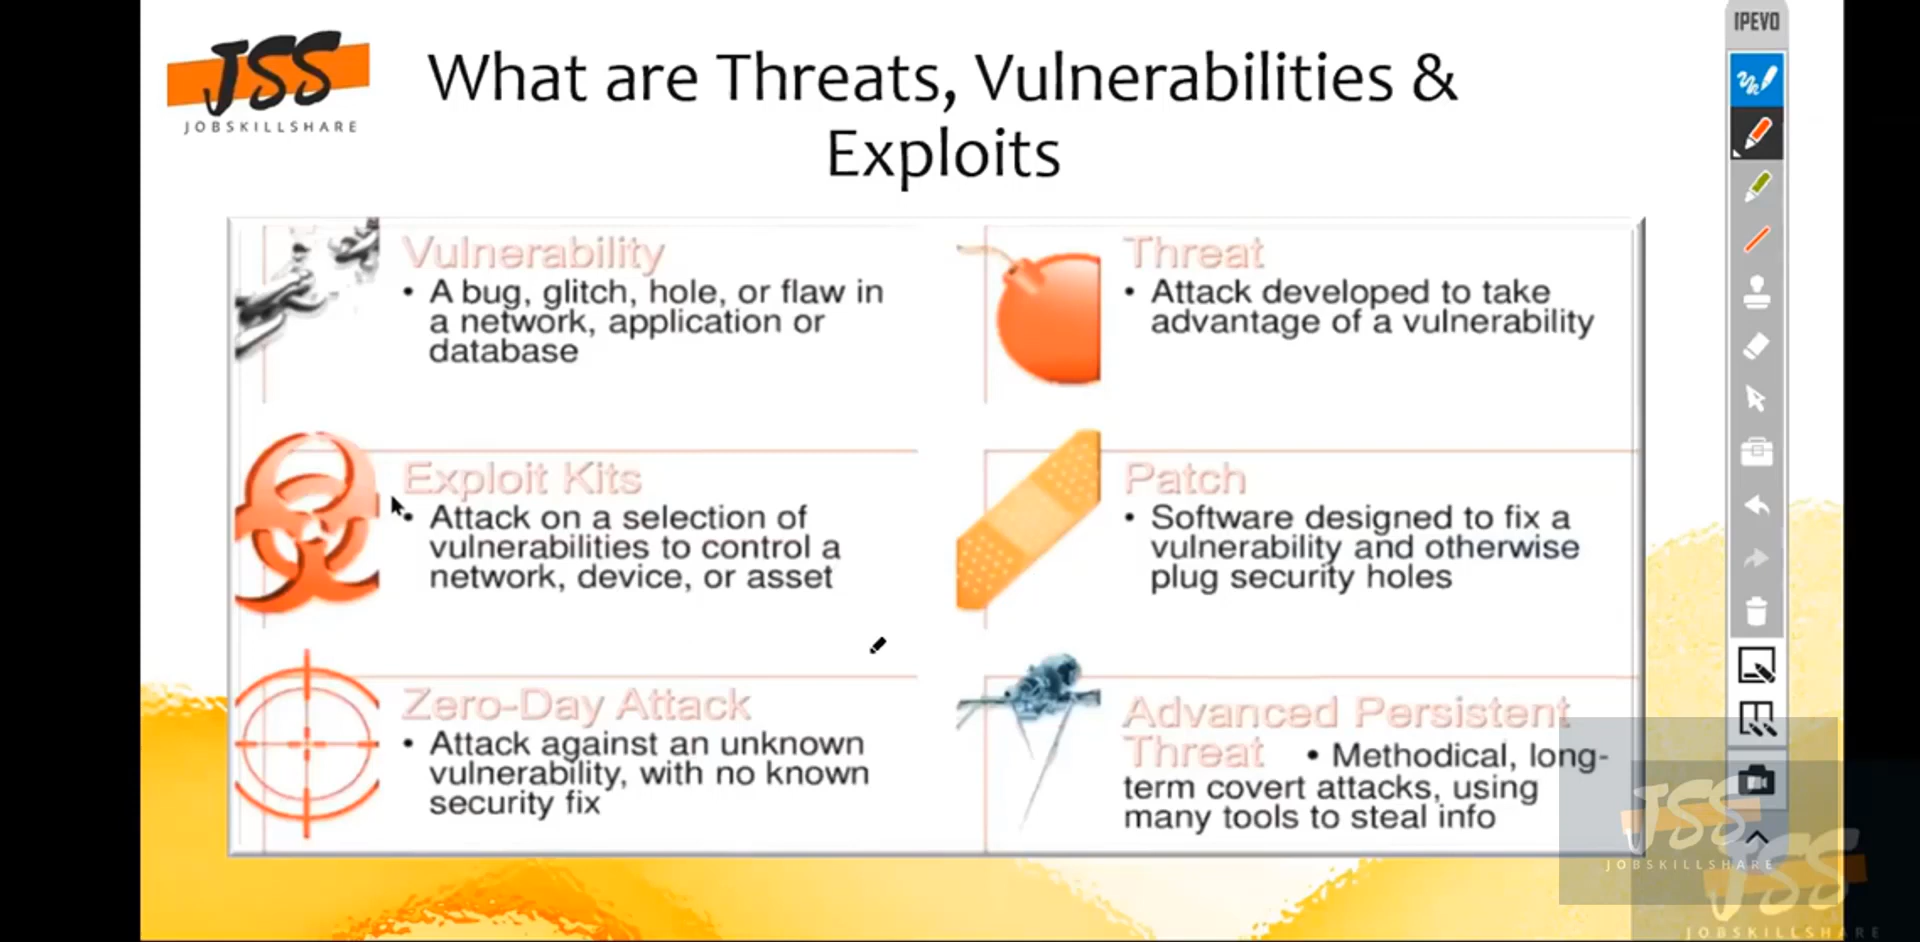 JSS
JOBSKILLSHARE
What are Threats, Vulnerabilities &
Exploits
IPEVO
Vulnerability
• A bug, glitch, hole, or flaw in
a network, application or
database
Threat
• Attack developed to take
advantage of a vulnerability
Exploit Kits
• Attack on a selection of
vulnerabilities to control a
network, device, or asset
Patch
• Software designed to fix a
vulnerability and otherwise
plug security holes
Zero-Day Attack
• Attack against an unknown
vulnerability, with no known
security fix
Advanced Persistent
Threat • Methodical, long-
term covert attacks, using
many tools to steal info
JSS
JOBSKILLSHARE
JSS
JOBSKILLSHARE